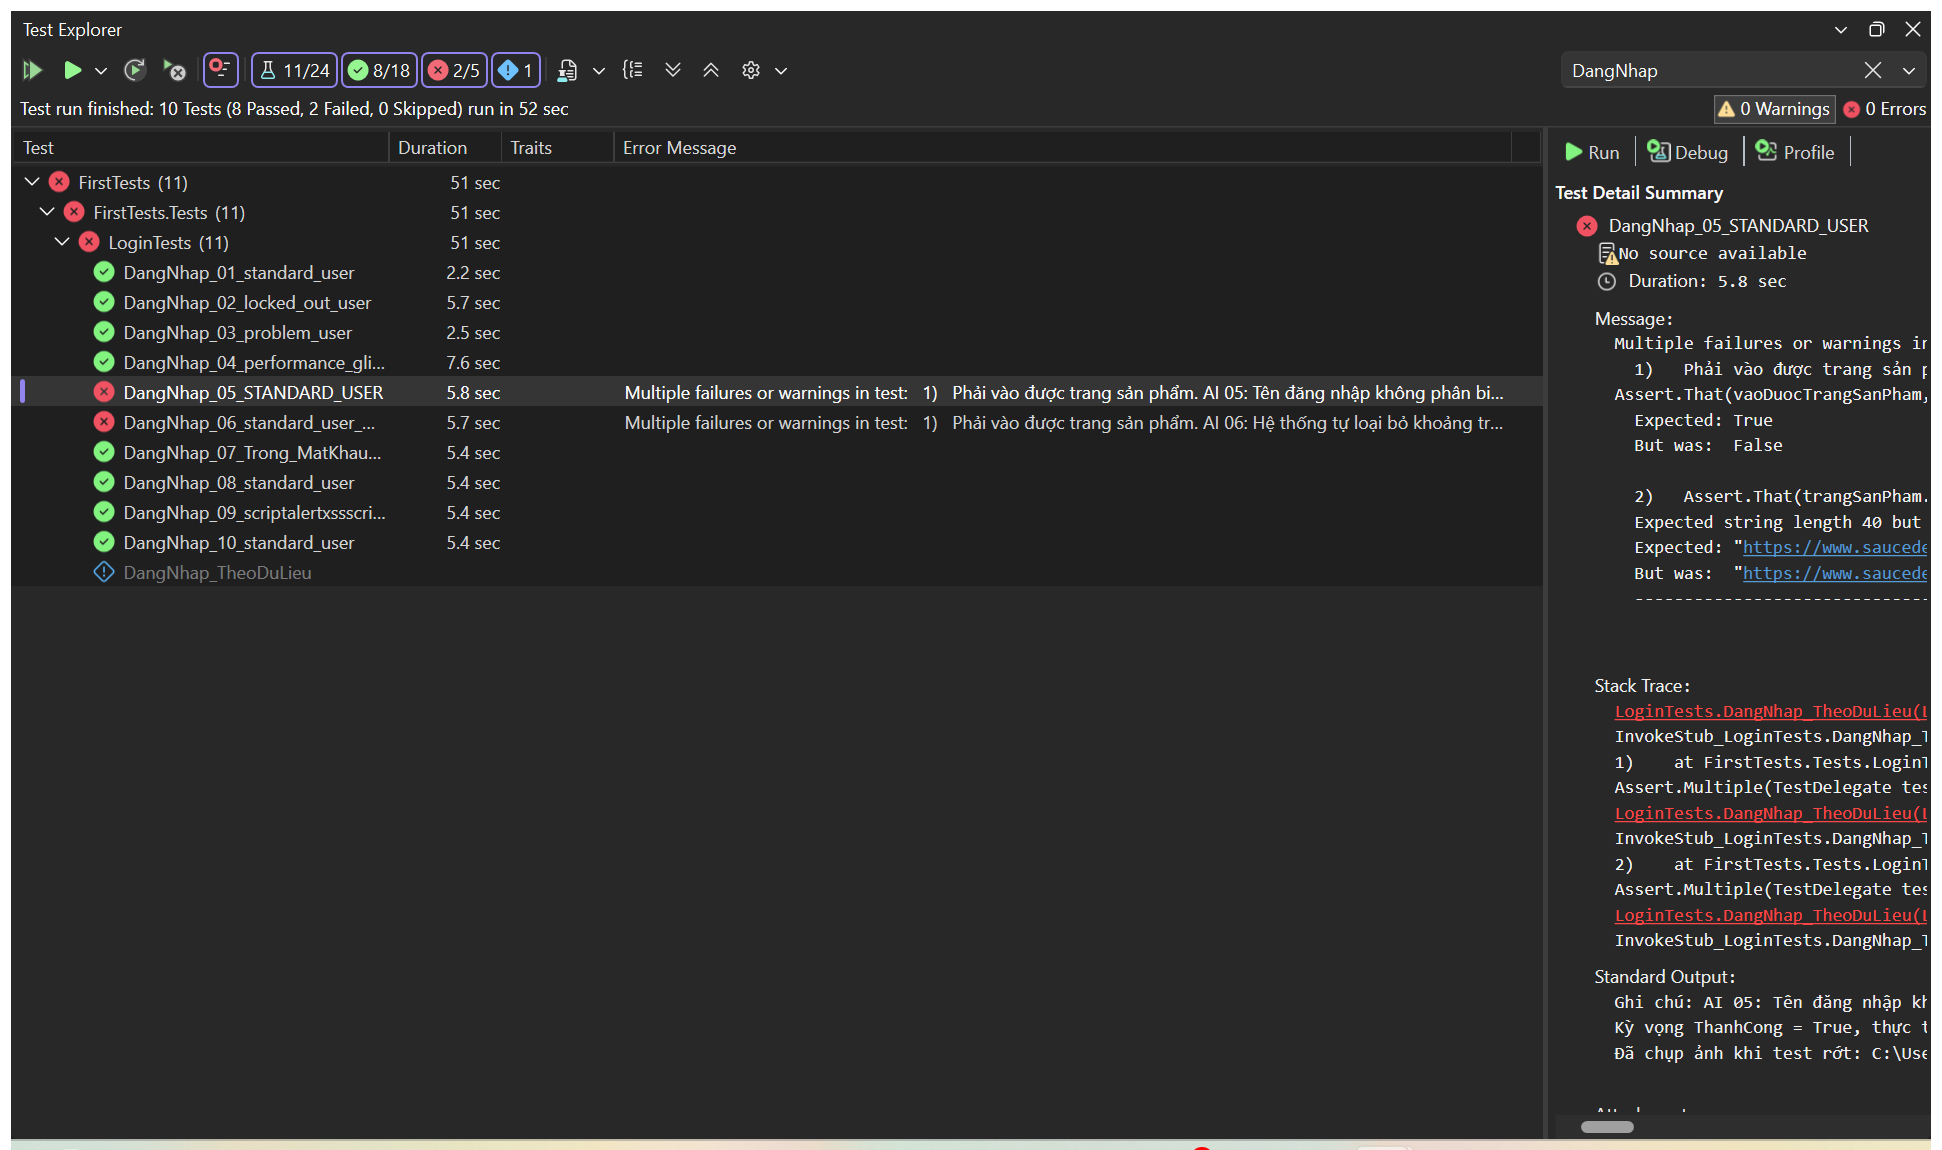 Test Explorer
11/24 8/18 2/5 1
DangNhap
Test run finished: 10 Tests (8 Passed, 2 Failed, 0 Skipped) run in 52 sec
0 Warnings 0 Errors
Test Duration Traits Error Message
FirstTests (11) 51 sec
FirstTests.Tests (11) 51 sec
LoginTests (11) 51 sec
DangNhap_01_standard_user 2.2 sec
DangNhap_02_locked_out_user 5.7 sec
DangNhap_03_problem_user 2.5 sec
DangNhap_04_performance_gli... 7.6 sec
DangNhap_05_STANDARD_USER 5.8 sec Multiple failures or warnings in test: 1) Phải vào được trang sản phẩm. AI 05: Tên đăng nhập không phân bi...
DangNhap_06_standard_user_... 5.7 sec Multiple failures or warnings in test: 1) Phải vào được trang sản phẩm. AI 06: Hệ thống tự loại bỏ khoảng tr...
DangNhap_07_Trong_MatKhau... 5.4 sec
DangNhap_08_standard_user 5.4 sec
DangNhap_09_scriptalertxssscri... 5.4 sec
DangNhap_10_standard_user 5.4 sec
DangNhap_TheoDuLieu
Run Debug Profile
Test Detail Summary
DangNhap_05_STANDARD_USER
No source available
Duration: 5.8 sec
Message:
Multiple failures or warnings in
1) Phải vào được trang sản
Assert.That(vaoDuocTrangSanPham,
Expected: True
But was: False
2) Assert.That(trangSanPham.
Expected string length 40 but
Expected: "https://www.saucede
But was: "https://www.saucede
-------------------------------
Stack Trace:
LoginTests.DangNhap_TheoDuLieu(
InvokeStub_LoginTests.DangNhap_T
1) at FirstTests.Tests.LoginT
Assert.Multiple(TestDelegate tes
LoginTests.DangNhap_TheoDuLieu(
InvokeStub_LoginTests.DangNhap_T
2) at FirstTests.Tests.LoginT
Assert.Multiple(TestDelegate tes
LoginTests.DangNhap_TheoDuLieu(
InvokeStub_LoginTests.DangNhap_T
Standard Output:
Ghi chú: AI 05: Tên đăng nhập kh
Kỳ vọng ThanhCong = True, thực t
Đã chụp ảnh khi test rớt: C:\Use